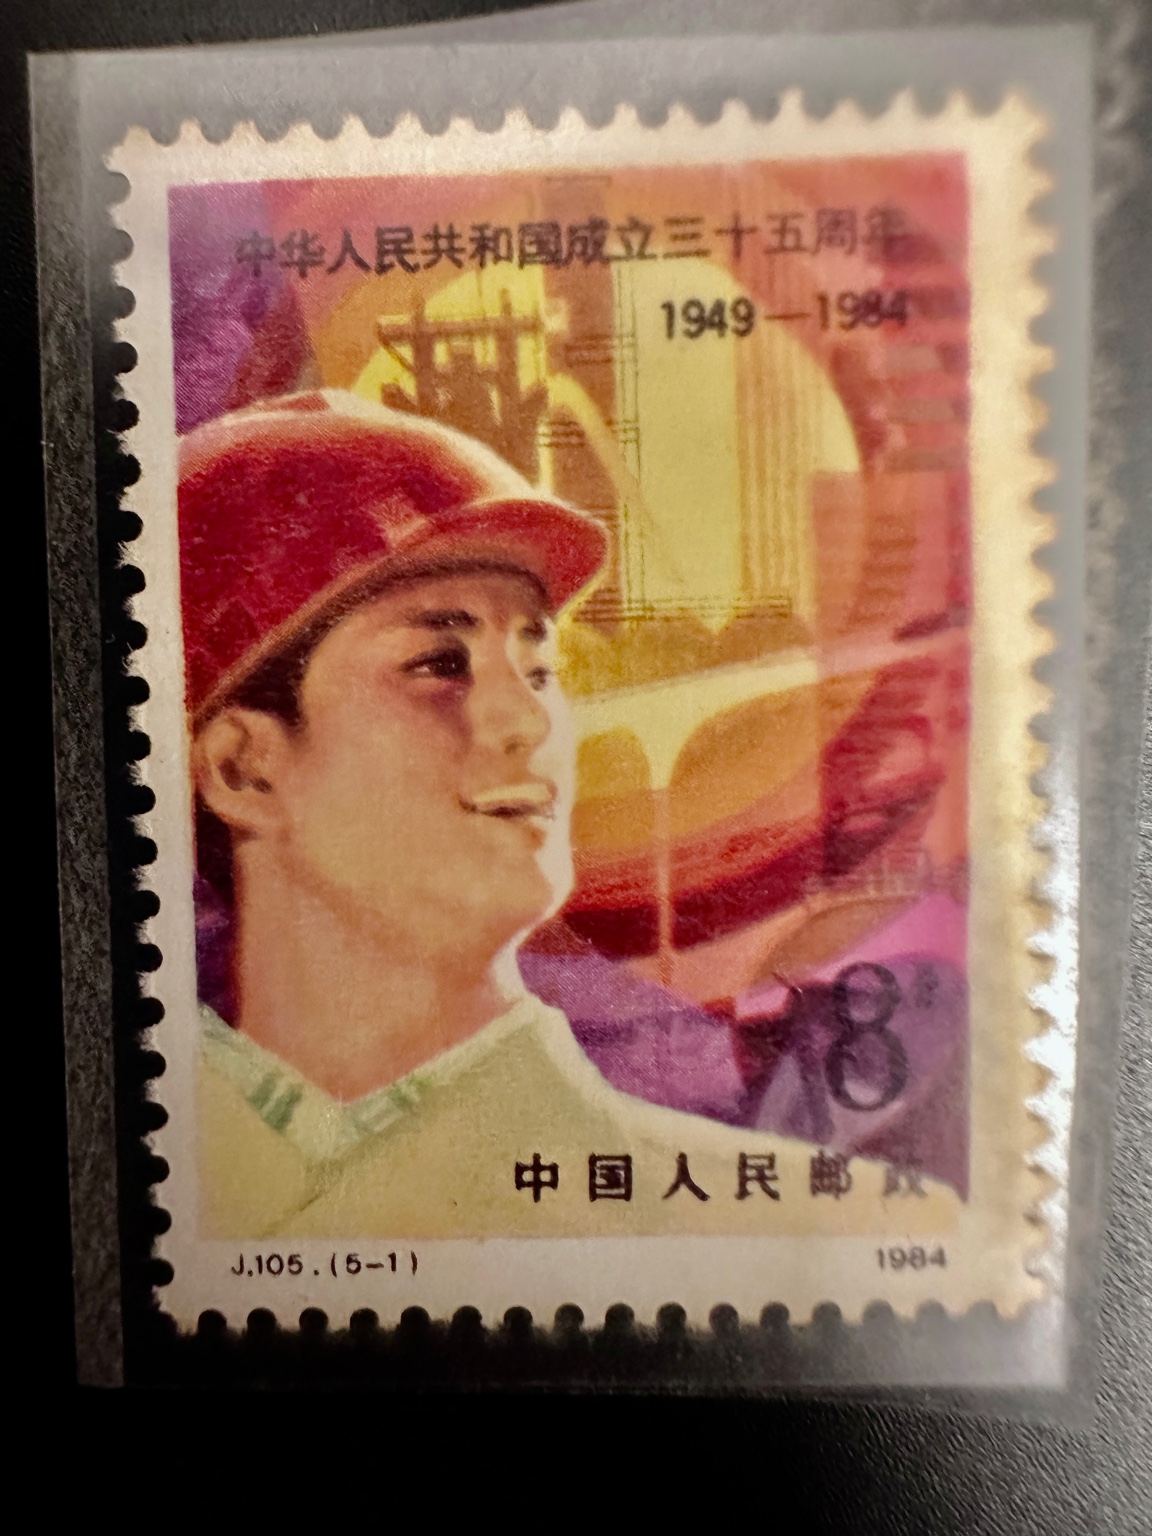 中华人民共和国成立三十五周年
1949—1984
8分
中国人民邮政
J.105.(5-1) 1984